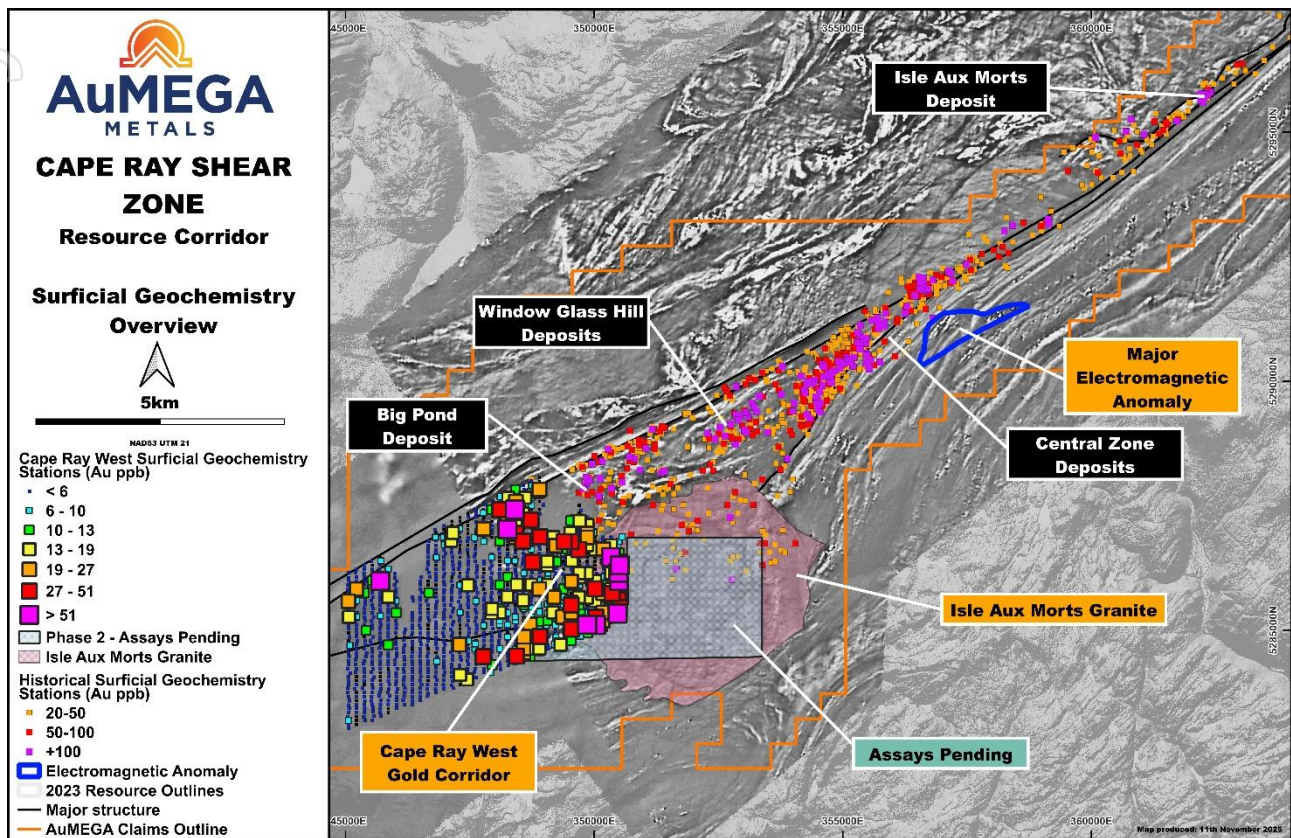 AuMEGA
METALS
CAPE RAY SHEAR
ZONE
Resource Corridor
Surficial Geochemistry
Overview
5km
NAD83 UTM 21
Cape Ray West Surficial Geochemistry
Stations (Au ppb)
< 6
6 - 10
10 - 13
13 - 19
19 - 27
27 - 51
> 51
Phase 2 - Assays Pending
Isle Aux Morts Granite
Historical Surficial Geochemistry
Stations (Au ppb)
20-50
50-100
+100
Electromagnetic Anomaly
2023 Resource Outlines
Major structure
AuMEGA Claims Outline
45000E
350000E
355000E
360000E
Isle Aux Morts
Deposit
5295000N
Window Glass Hill
Deposits
Major
Electromagnetic
Anomaly
5290000N
Big Pond
Deposit
Central Zone
Deposits
Isle Aux Morts Granite
5285000N
Cape Ray West
Gold Corridor
Assays Pending
45000E
350000E
355000E
360000E
Map produced: 11th November 2025